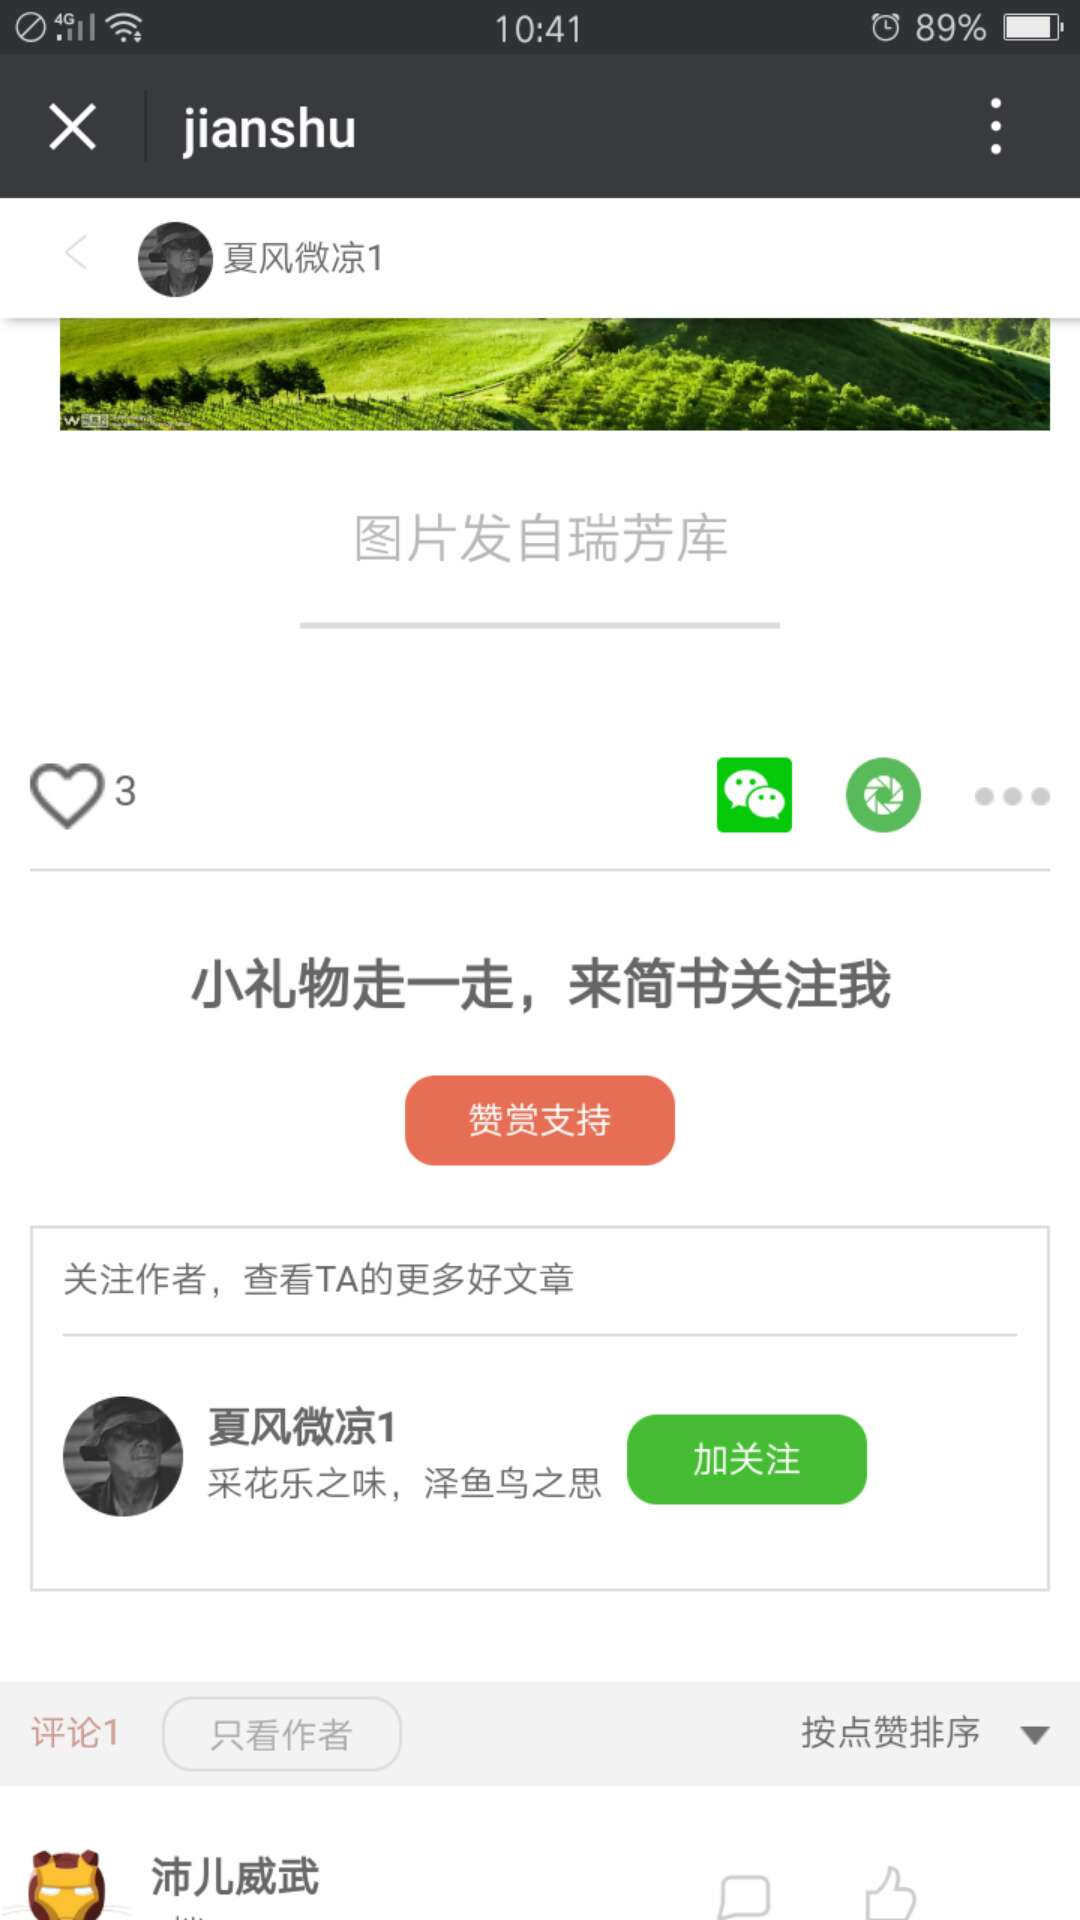 4G
10:41
89%
jianshu
夏风微凉1
图片发自瑞芳库
3
小礼物走一走，来简书关注我
赞赏支持
关注作者，查看TA的更多好文章
夏风微凉1
采花乐之味，泽鱼鸟之思
加关注
评论1
只看作者
按点赞排序
沛儿威武